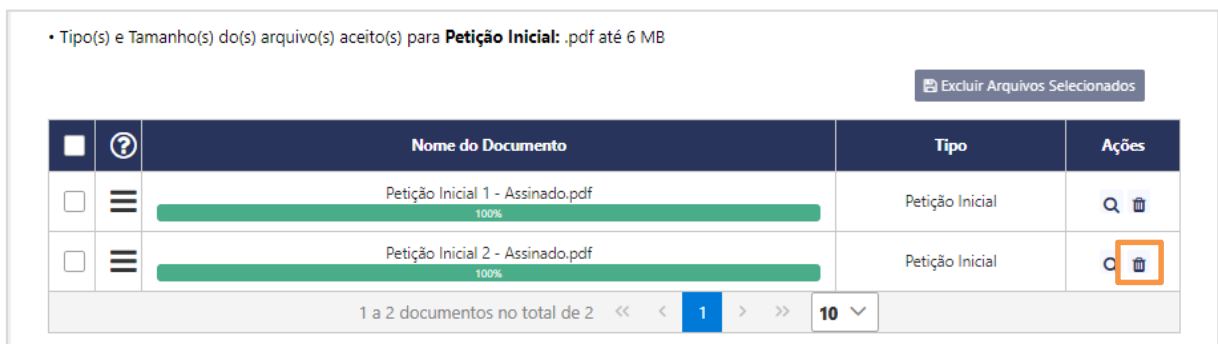 • Tipo(s) e Tamanho(s) do(s) arquivo(s) aceito(s) para Petição Inicial: .pdf até 6 MB
Excluir Arquivos Selecionados
Nome do Documento Tipo Ações
Petição Inicial 1 - Assinado.pdf
100%
Petição Inicial
Petição Inicial 2 - Assinado.pdf
100%
Petição Inicial
1 a 2 documentos no total de 2 << < 1 > >> 10